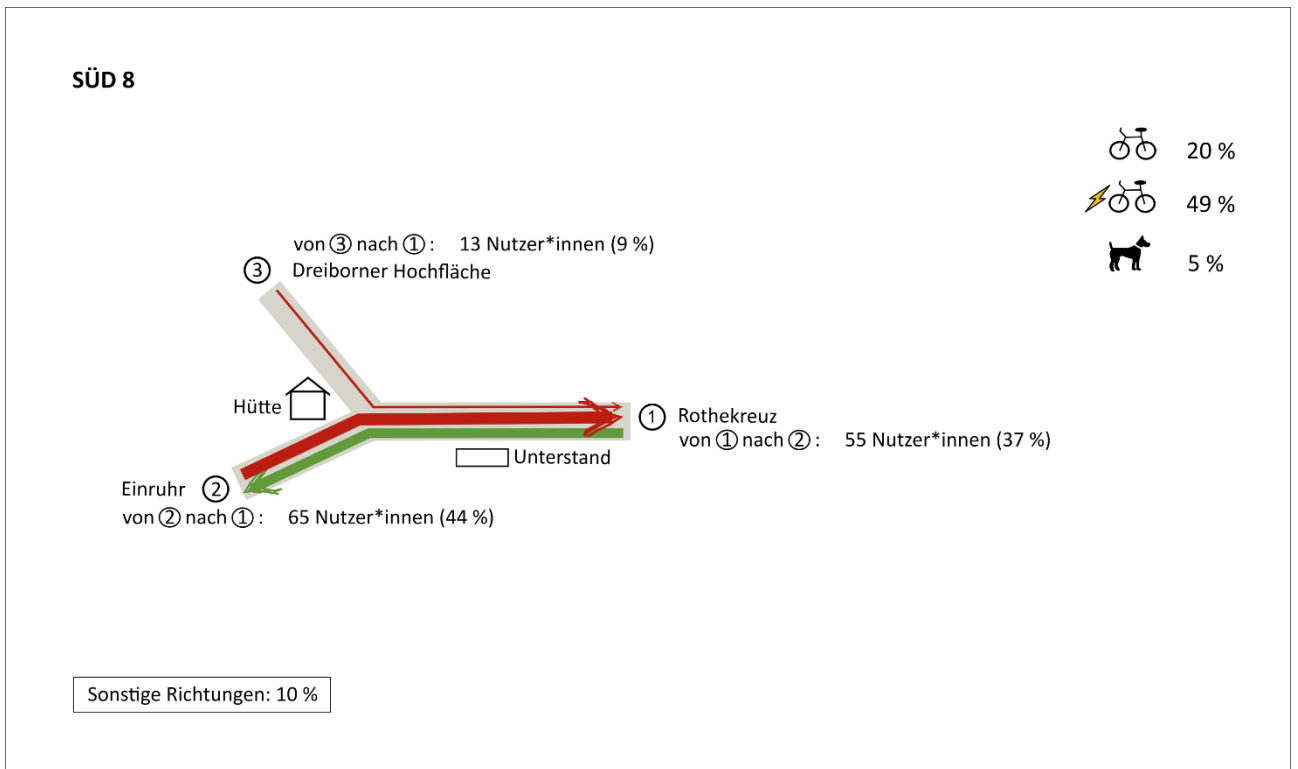 SÜD 8
20 %
49 %
5 %
von ③ nach ① : 13 Nutzer*innen (9 %)
③ Dreiborner Hochfläche
Hütte
① Rothekreuz
von ① nach ② : 55 Nutzer*innen (37 %)
Unterstand
Einruhr ②
von ② nach ① : 65 Nutzer*innen (44 %)
Sonstige Richtungen: 10 %